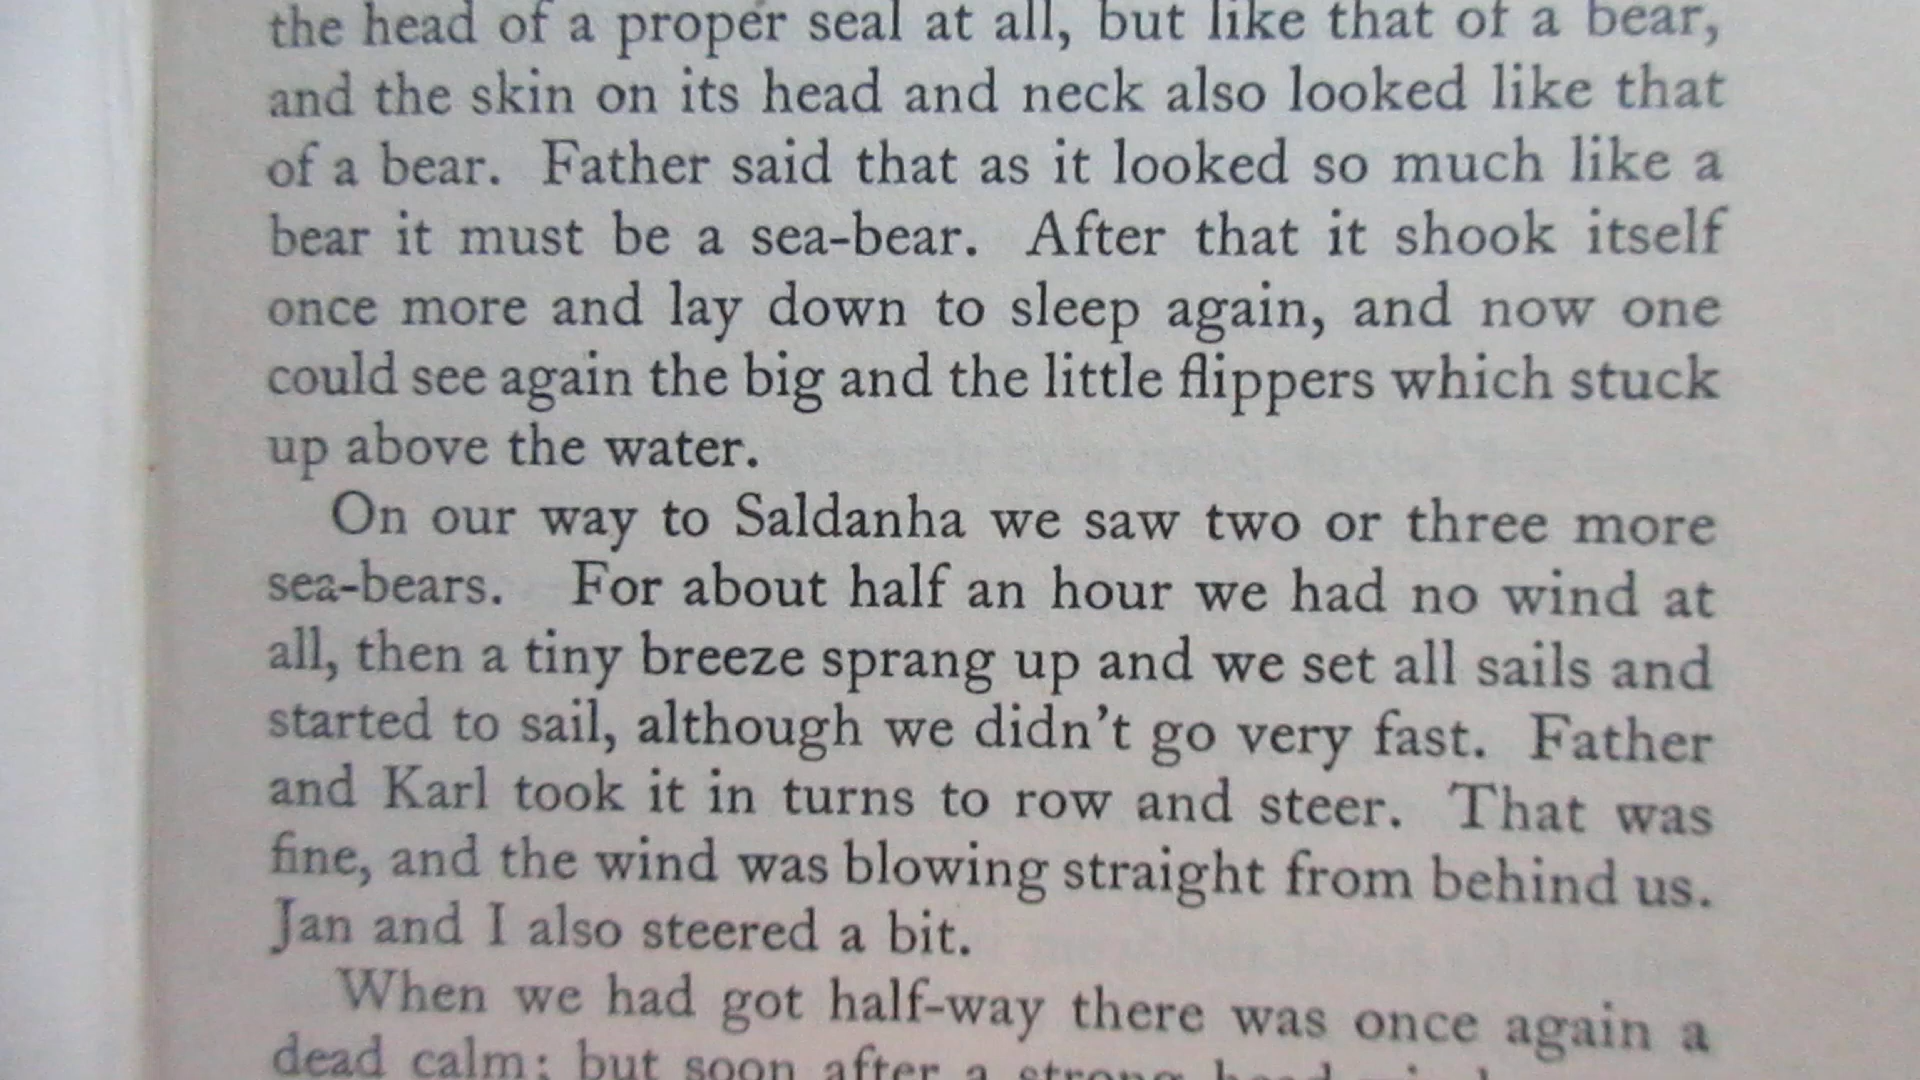 the head of a proper seal at all, but like that of a bear,
and the skin on its head and neck also looked like that
of a bear. Father said that as it looked so much like a
bear it must be a sea-bear. After that it shook itself
once more and lay down to sleep again, and now one
could see again the big and the little flippers which stuck
up above the water.
On our way to Saldanha we saw two or three more
sea-bears. For about half an hour we had no wind at
all, then a tiny breeze sprang up and we set all sails and
started to sail, although we didn't go very fast. Father
and Karl took it in turns to row and steer. That was
fine, and the wind was blowing straight from behind us.
Jan and I also steered a bit.
When we had got half-way there was once again a
dead calm; but soon after a strong